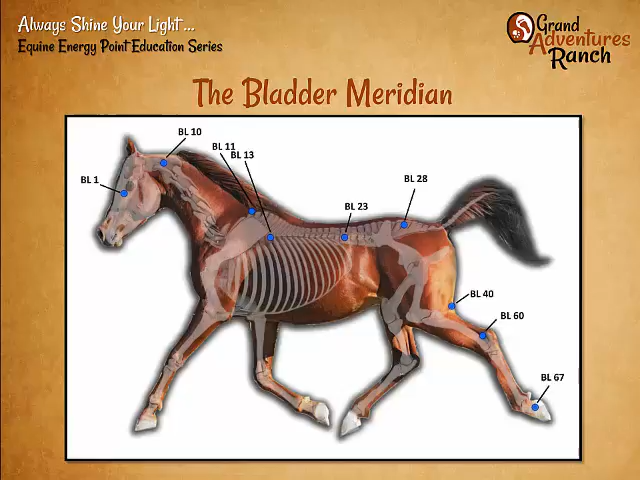 Always Shine Your Light...
Equine Energy Point Education Series
Grand
Adventures
Ranch
The Bladder Meridian
BL 10
BL 11
BL 13
BL 1
BL 28
BL 23
BL 40
BL 60
BL 67